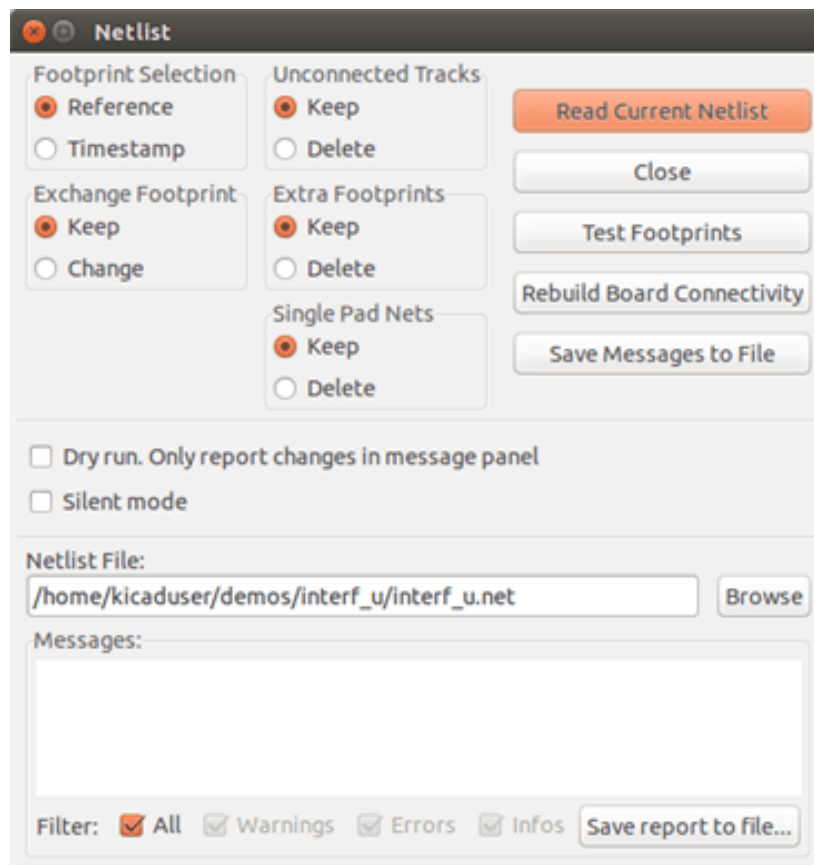 Netlist
Footprint Selection
Reference
Timestamp
Exchange Footprint
Keep
Change
Unconnected Tracks
Keep
Delete
Extra Footprints
Keep
Delete
Single Pad Nets
Keep
Delete
Read Current Netlist
Close
Test Footprints
Rebuild Board Connectivity
Save Messages to File
Dry run. Only report changes in message panel
Silent mode
Netlist File:
/home/kicaduser/demos/interf_u/interf_u.net
Browse
Messages:
Filter: All Warnings Errors Infos Save report to file...